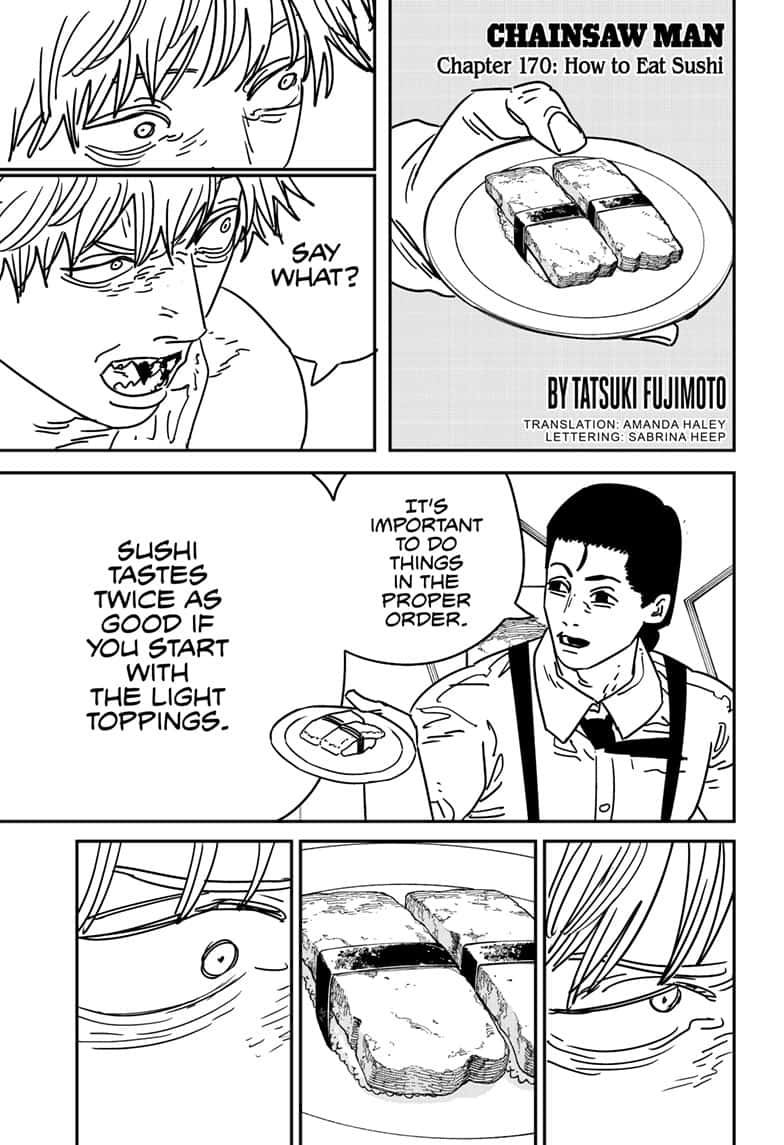 CHAINSAW MAN
Chapter 170: How to Eat Sushi
BY TATSUKI FUJIMOTO
TRANSLATION: AMANDA HALEY
LETTERING: SABRINA HEEP
SAY
WHAT?
IT'S
IMPORTANT
TO DO
THINGS
IN THE
PROPER
ORDER.
SUSHI
TASTES
TWICE AS
GOOD IF
YOU START
WITH
THE LIGHT
TOPPINGS.